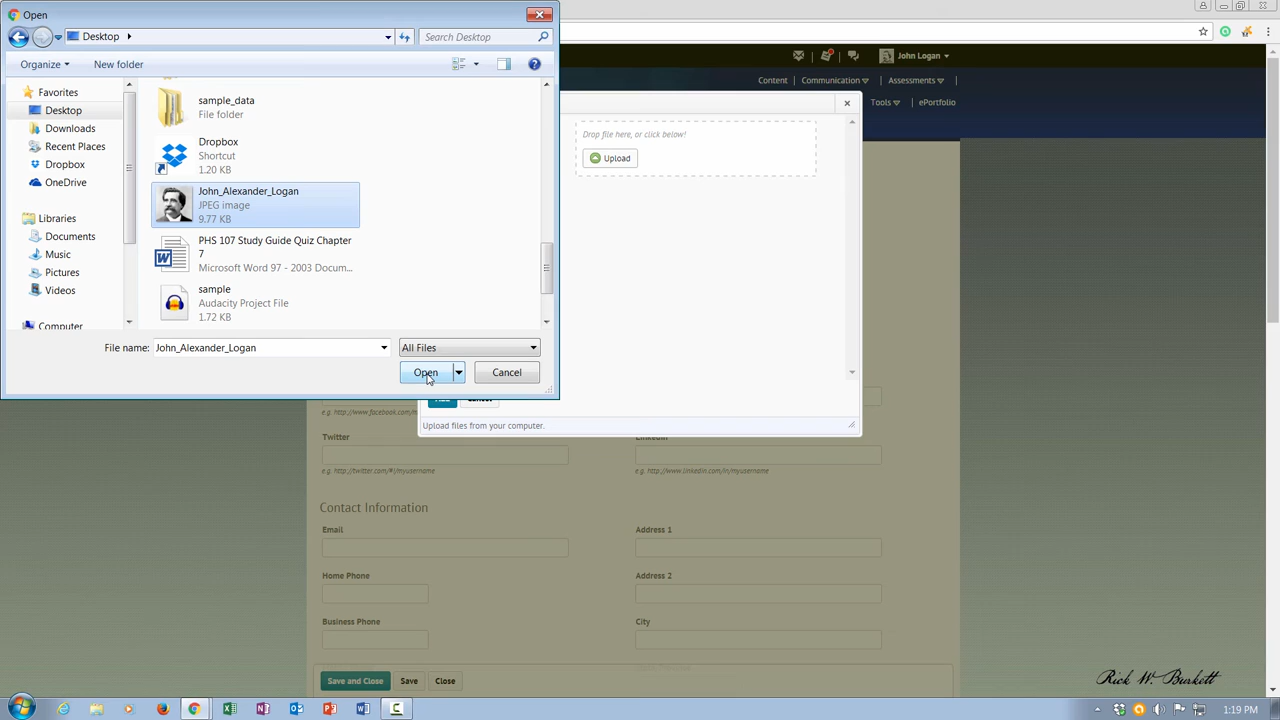 Open
Desktop
Search Desktop
Organize
New folder
Favorites
Desktop
Downloads
Recent Places
Dropbox
OneDrive
Libraries
Documents
Music
Pictures
Videos
Computer
sample_data
File folder
Dropbox
Shortcut
1.20 KB
John_Alexander_Logan
JPEG image
9.77 KB
PHS 107 Study Guide Quiz Chapter
7
Microsoft Word 97 - 2003 Docum...
sample
Audacity Project File
1.72 KB
File name:
John_Alexander_Logan
All Files
Open
Cancel
John Logan
Content
Communication
Assessments
Tools
ePortfolio
Drop file here, or click below!
Upload
Upload files from your computer.
e.g. http://www.facebook.com/m
Twitter
LinkedIn
e.g. http://twitter.com/#!/myusername
e.g. http://www.linkedin.com/in/myusername
Contact Information
Email
Address 1
Home Phone
Address 2
Business Phone
City
Save and Close
Save
Close
Rick W. Burkett
1:19 PM